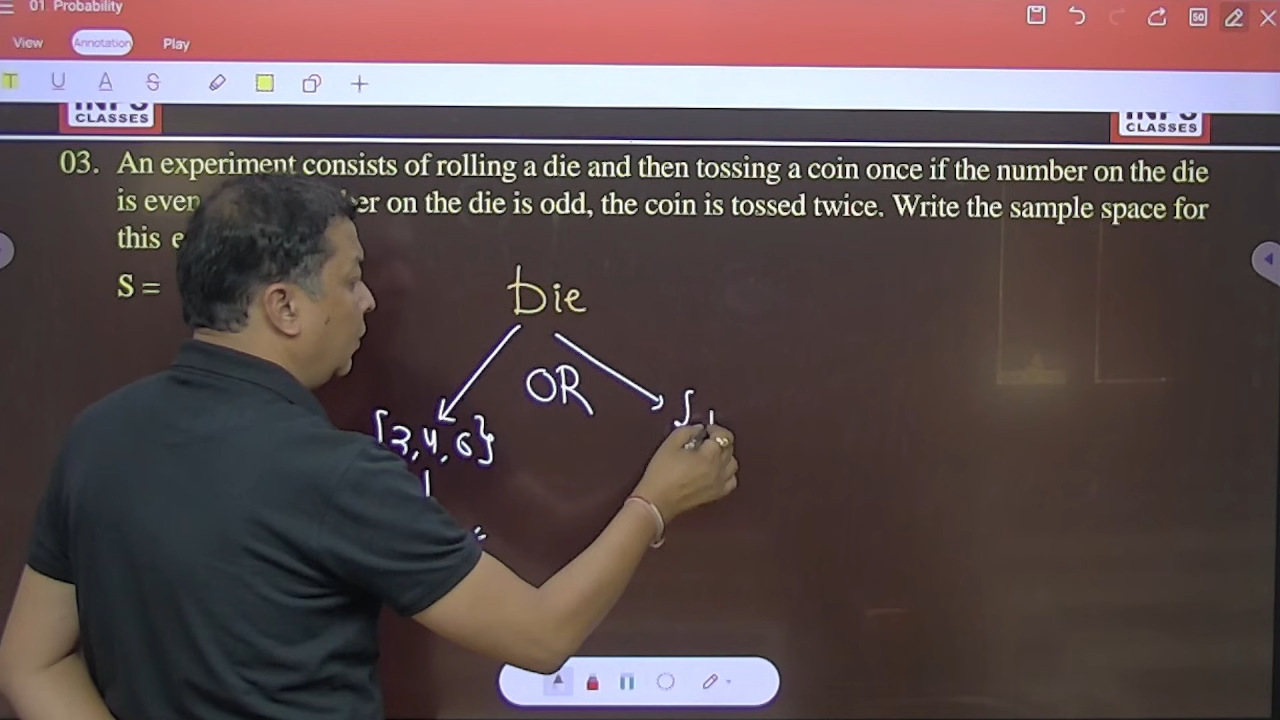 01. Probability
View Annotation Play
T U A S
CLASSES
CLASSES
03. An experiment consists of rolling a die and then tossing a coin once if the number on the die
is even on the die is odd, the coin is tossed twice. Write the sample space for
this
S =
Die
OR
{3,4,6}
{1
50